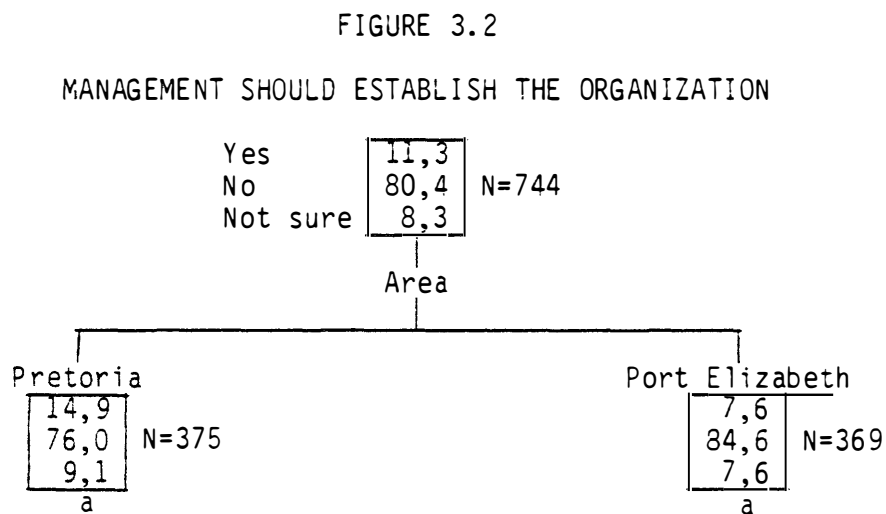 FIGURE 3.2
MANAGEMENT SHOULD ESTABLISH THE ORGANIZATION
Yes 11,3
No 80,4 N=744
Not sure 8,3
Area
Pretoria Port Elizabeth
14,9 7,6
76,0 N=375 84,6 N=369
9,1 7,6
a a